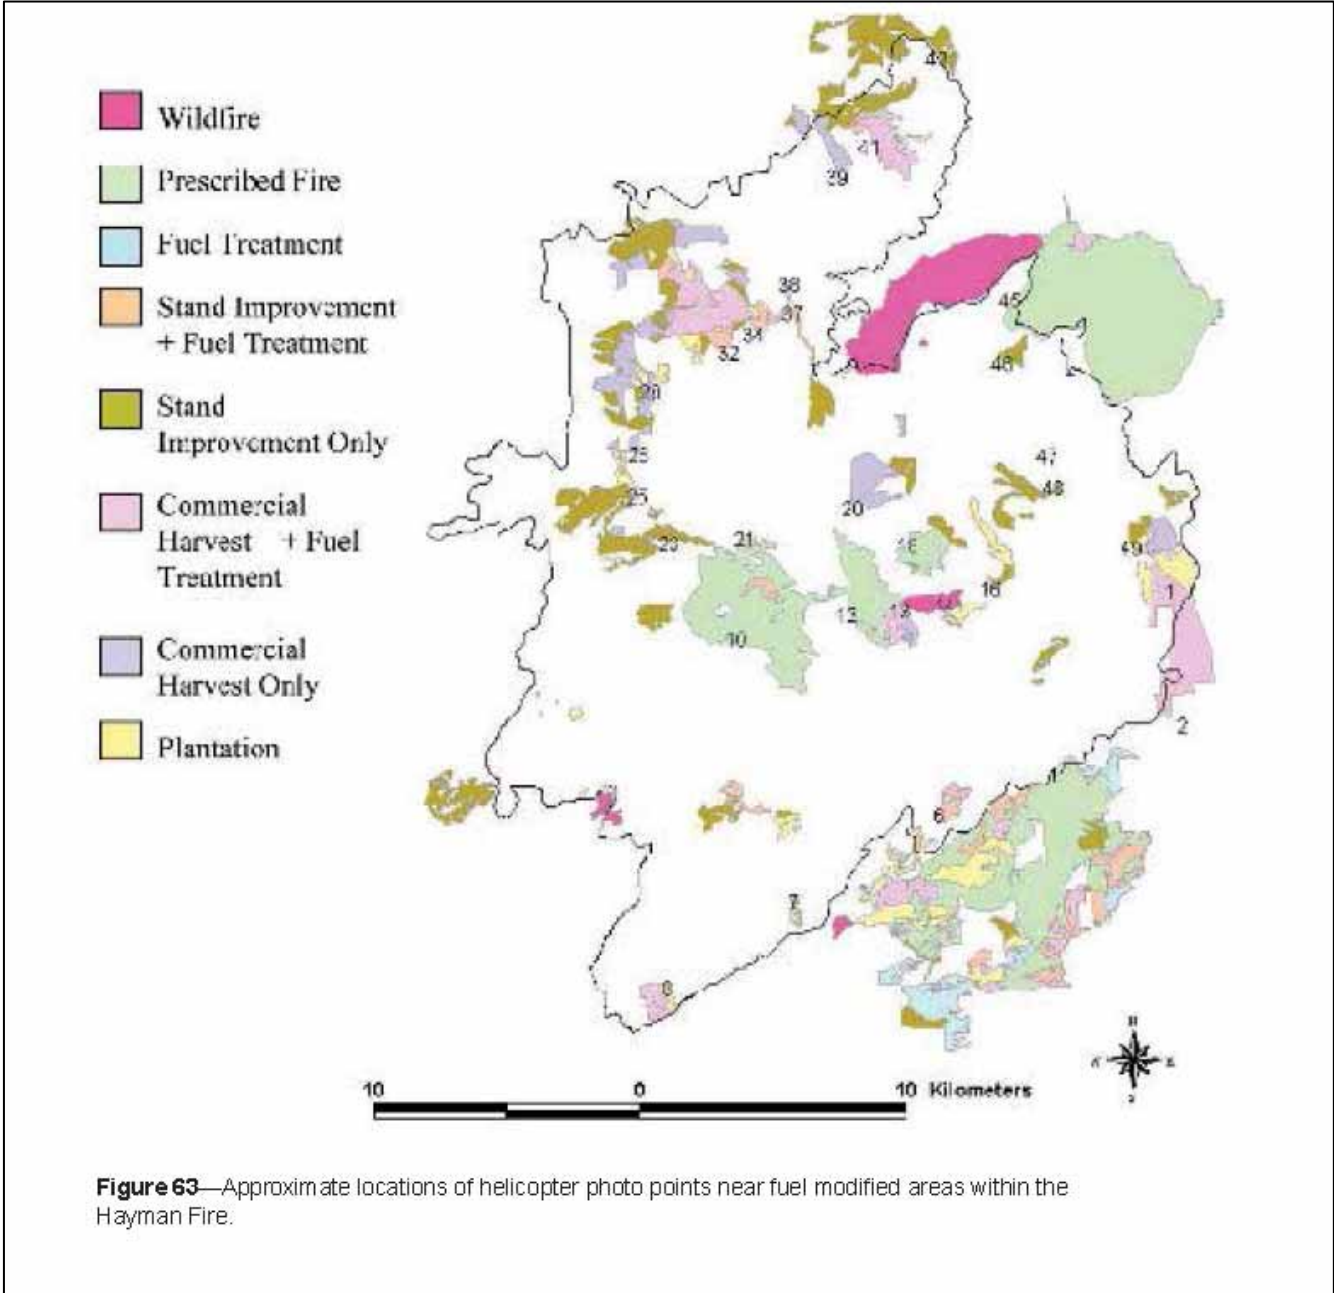 Wildfire
Prescribed Fire
Fuel Treatment
Stand Improvement
+ Fuel Treatment
Stand
Improvement Only
Commercial
Harvest + Fuel
Treatment
Commercial
Harvest Only
Plantation
41
39
38
37
34
32
45
46
47
48
25
20
21
49
16
1
13
10
2
6
7
8
10 0 10 Kilometers
Figure 63—Approximate locations of helicopter photo points near fuel modified areas within the
Hayman Fire.